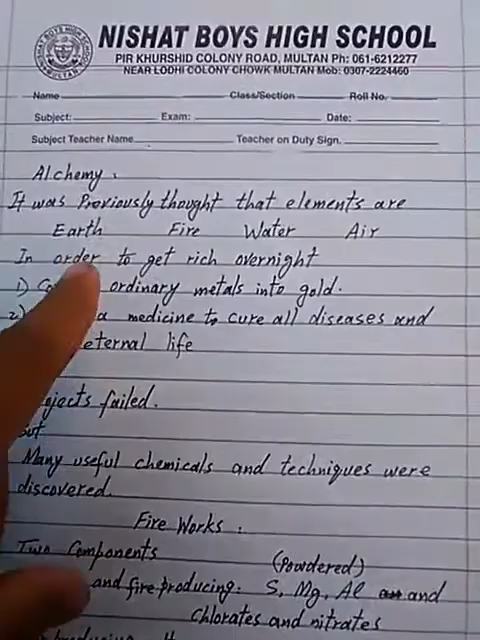 NISHAT BOYS HIGH SCHOOL
PIR KHURSHID COLONY ROAD, MULTAN Ph: 061-6212277
NEAR LODHI COLONY CHOWK MULTAN Mob: 0307-2224460
Name Class/Section Roll No.
Subject: Exam: Date:
Subject Teacher Name Teacher on Duty Sign.
Alchemy :
It was Previously thought that elements are
Earth Fire Water Air
In order to get rich overnight
1) ordinary metals into gold.
2) a medicine to cure all diseases and
eternal life
failed.
but
Many useful chemicals and techniques were
discovered.
Fire Works :
Two Components
(Powdered)
and fire producing: S, Mg, Al and
Chlorates and nitrates